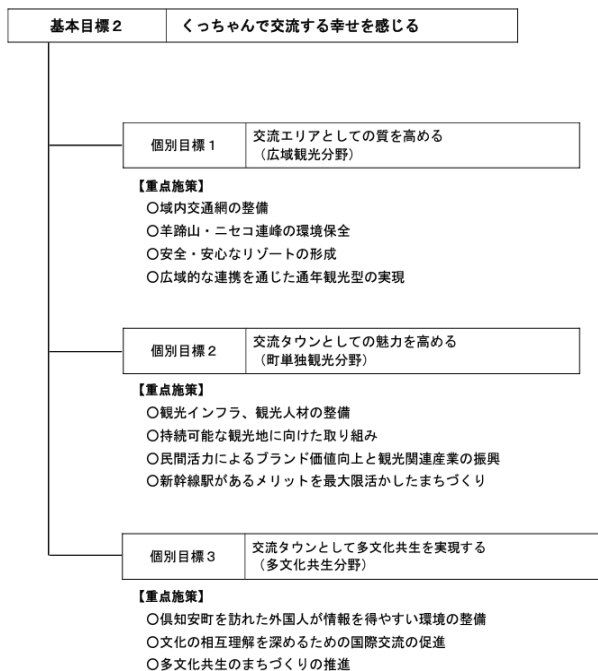 基本目標2 くっちゃんで交流する幸せを感じる
個別目標1 交流エリアとしての質を高める
（広域観光分野）
【重点施策】
○域内交通網の整備
○羊蹄山・ニセコ連峰の環境保全
○安全・安心なリゾートの形成
○広域的な連携を通じた通年観光型の実現
個別目標2 交流タウンとしての魅力を高める
（町単独観光分野）
【重点施策】
○観光インフラ、観光人材の整備
○持続可能な観光地に向けた取り組み
○民間活力によるブランド価値向上と観光関連産業の振興
○新幹線駅があるメリットを最大限活かしたまちづくり
個別目標3 交流タウンとして多文化共生を実現する
（多文化共生分野）
【重点施策】
○倶知安町を訪れた外国人が情報を得やすい環境の整備
○文化の相互理解を深めるための国際交流の促進
○多文化共生のまちづくりの推進